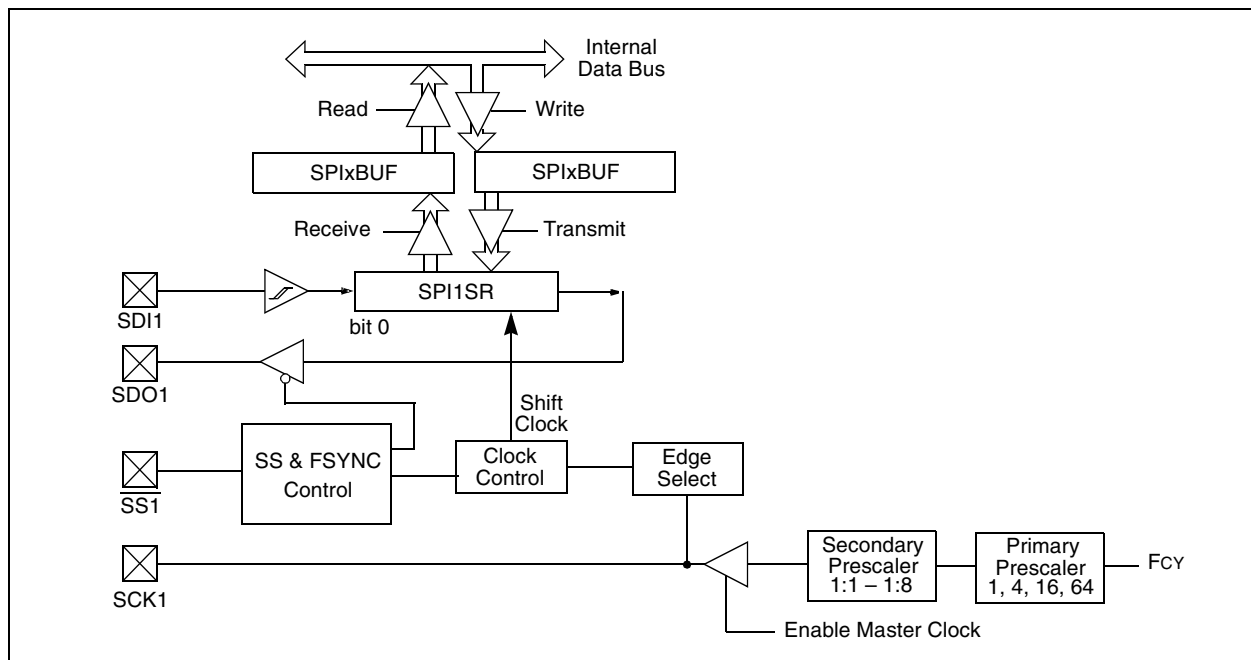 Internal
Data Bus
Read
Write
SPIxBUF
SPIxBUF
Receive
Transmit
SPI1SR
SDI1
bit 0
SDO1
Shift
Clock
SS & FSYNC
Control
Clock
Control
Edge
Select
SS1
Secondary
Prescaler
1:1 – 1:8
Primary
Prescaler
1, 4, 16, 64
FCY
SCK1
Enable Master Clock